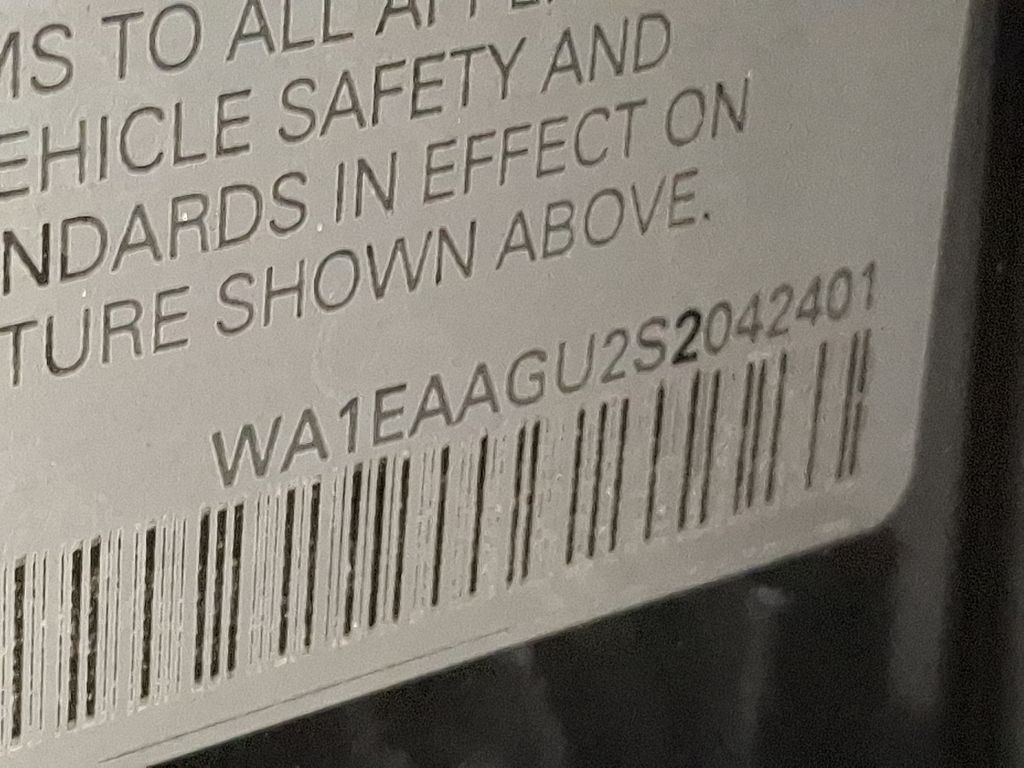 MS TO ALL
EHICLE SAFETY AND
NDARDS IN EFFECT ON
TURE SHOWN ABOVE.
WA1EAAGU2S2042401